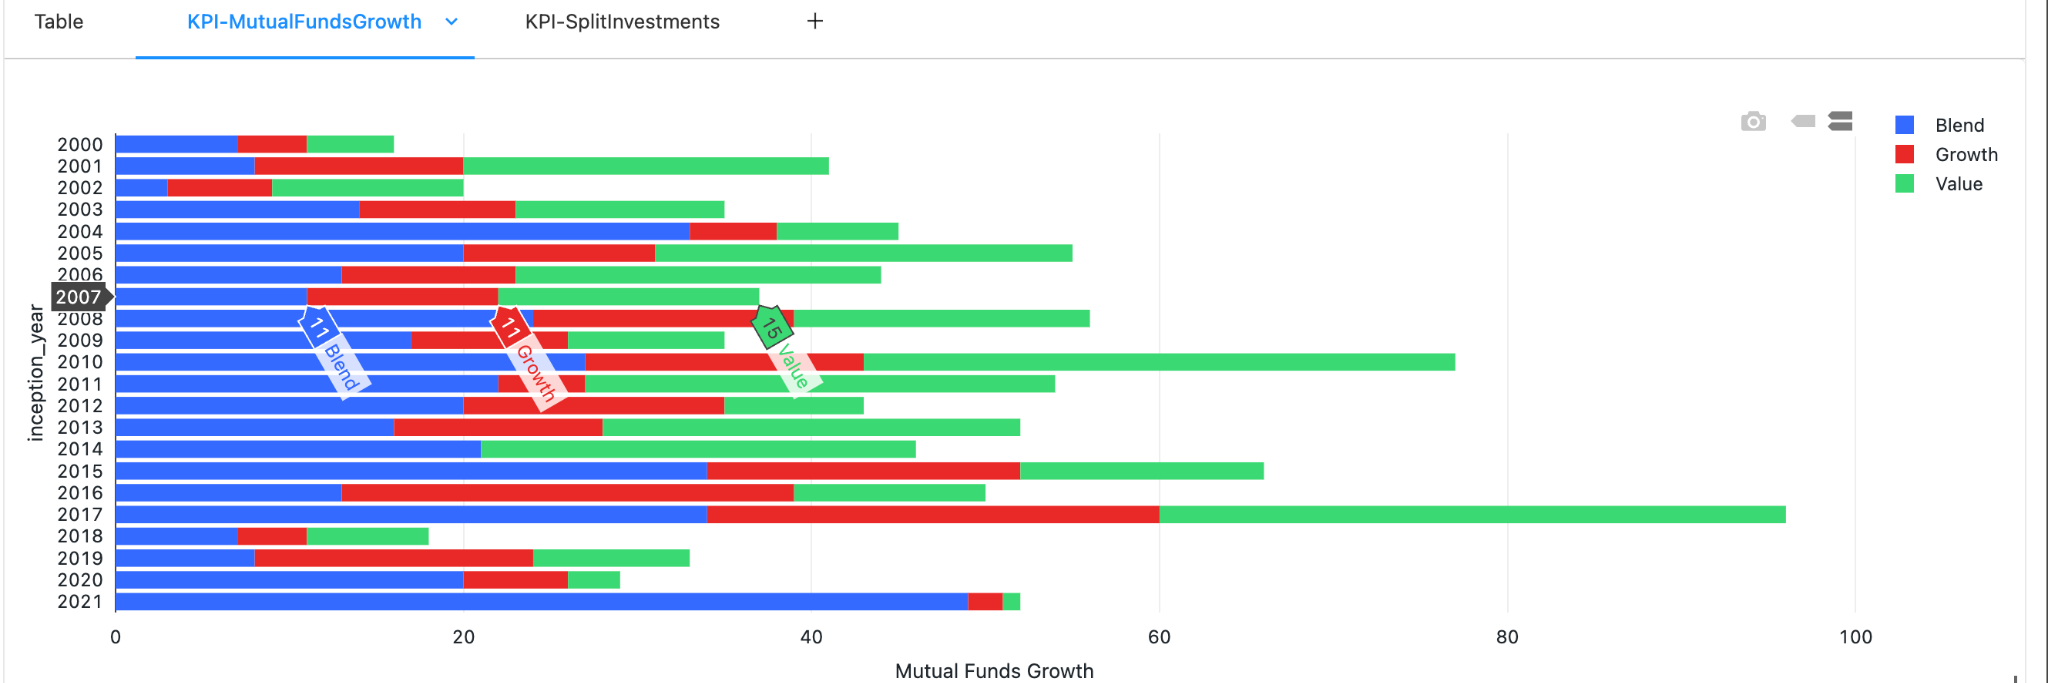 Table KPI-MutualFundsGrowth KPI-SplitInvestments +
Blend
Growth
Value
inception_year
2000
2001
2002
2003
2004
2005
2006
2007
2008
2009
2010
2011
2012
2013
2014
2015
2016
2017
2018
2019
2020
2021
11 Blend
11 Growth
15 Value
0 20 40 60 80 100
Mutual Funds Growth